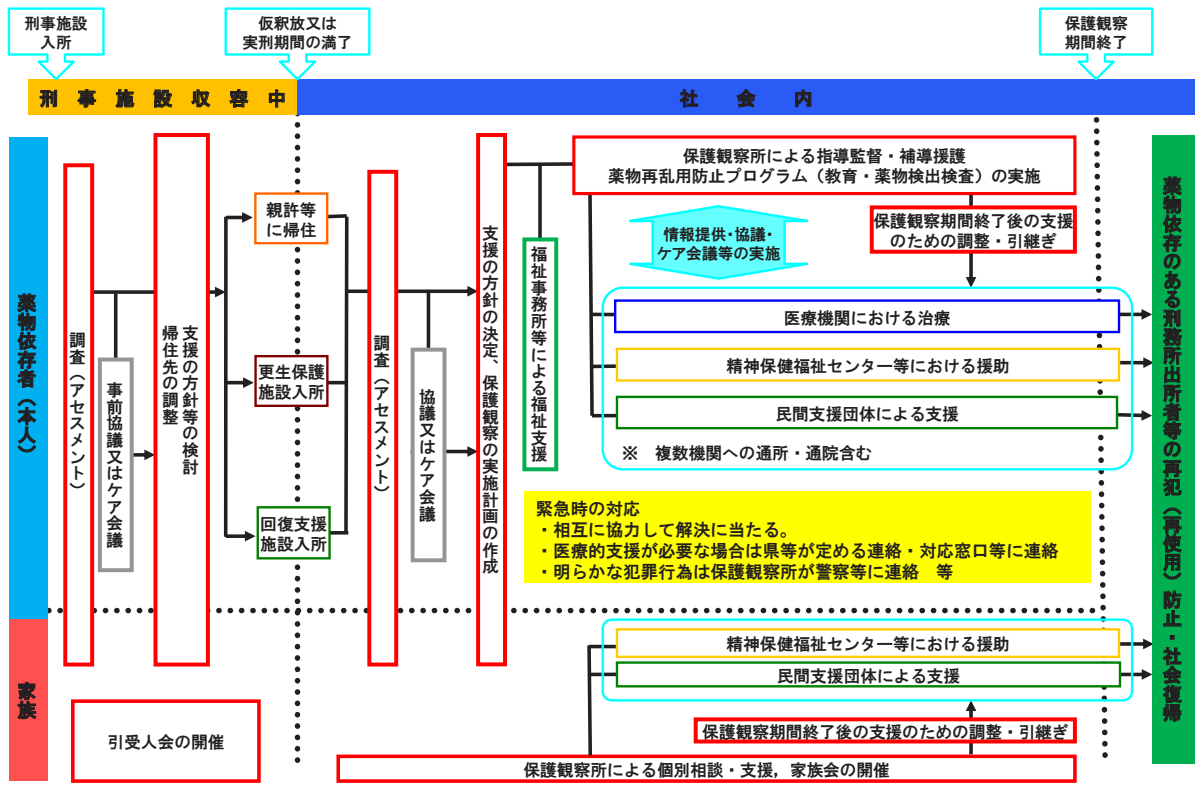 刑事施設
入所
仮釈放又は
実刑期間の満了
保護観察
期間終了
刑事施設収容中
社会内
薬物依存者（本人）
家族
調査（アセスメント）
事前協議又はケア会議
支援の方針等の検討
帰住先の調整
親許等
に帰住
更生保護
施設入所
回復支援
施設入所
調査（アセスメント）
協議又はケア会議
支援の方針の決定、保護観察の実施計画の作成
福祉事務所等による福祉支援
保護観察所による指導監督・補導援護
薬物再乱用防止プログラム（教育・薬物検出検査）の実施
情報提供・協議・
ケア会議等の実施
保護観察期間終了後の支援
のための調整・引継ぎ
医療機関における治療
精神保健福祉センター等における援助
民間支援団体による支援
※　複数機関への通所・通院含む
緊急時の対応
・相互に協力して解決に当たる。
・医療的支援が必要な場合は県等が定める連絡・対応窓口等に連絡
・明らかな犯罪行為は保護観察所が警察等に連絡　等
精神保健福祉センター等における援助
民間支援団体による支援
保護観察期間終了後の支援のための調整・引継ぎ
引受人会の開催
保護観察所による個別相談・支援，家族会の開催
薬物依存のある刑務所出所者等の再犯（再使用）防止・社会復帰